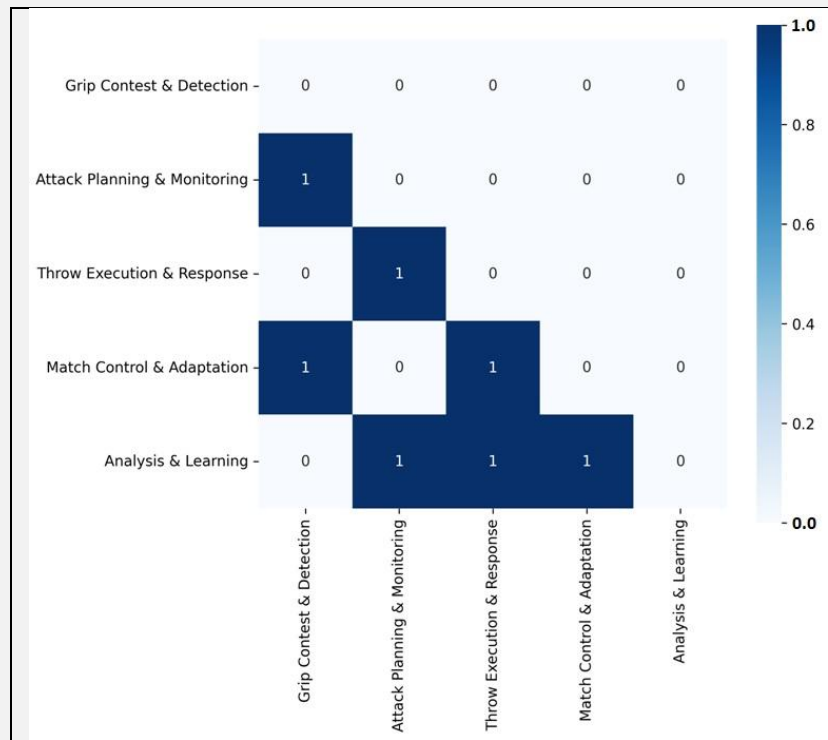 1.0
Grip Contest & Detection 0 0 0 0 0
0.8
Attack Planning & Monitoring 1 0 0 0 0
0.6
Throw Execution & Response 0 1 0 0 0
0.4
Match Control & Adaptation 1 0 1 0 0
0.2
Analysis & Learning 0 1 1 1 0
0.0
Grip Contest & Detection
Attack Planning & Monitoring
Throw Execution & Response
Match Control & Adaptation
Analysis & Learning